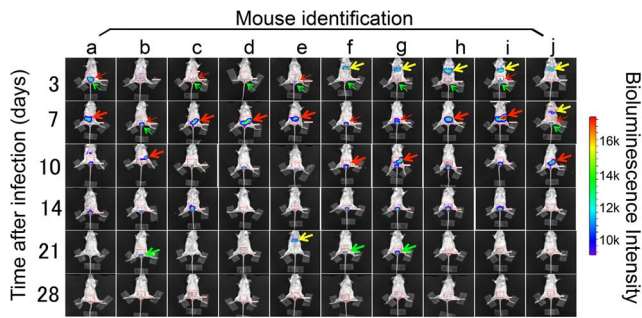 Mouse identification
a b c d e f g h i j
Time after infection (days)
3
7
10
14
21
28
Bioluminescence Intensity
16k
14k
12k
10k